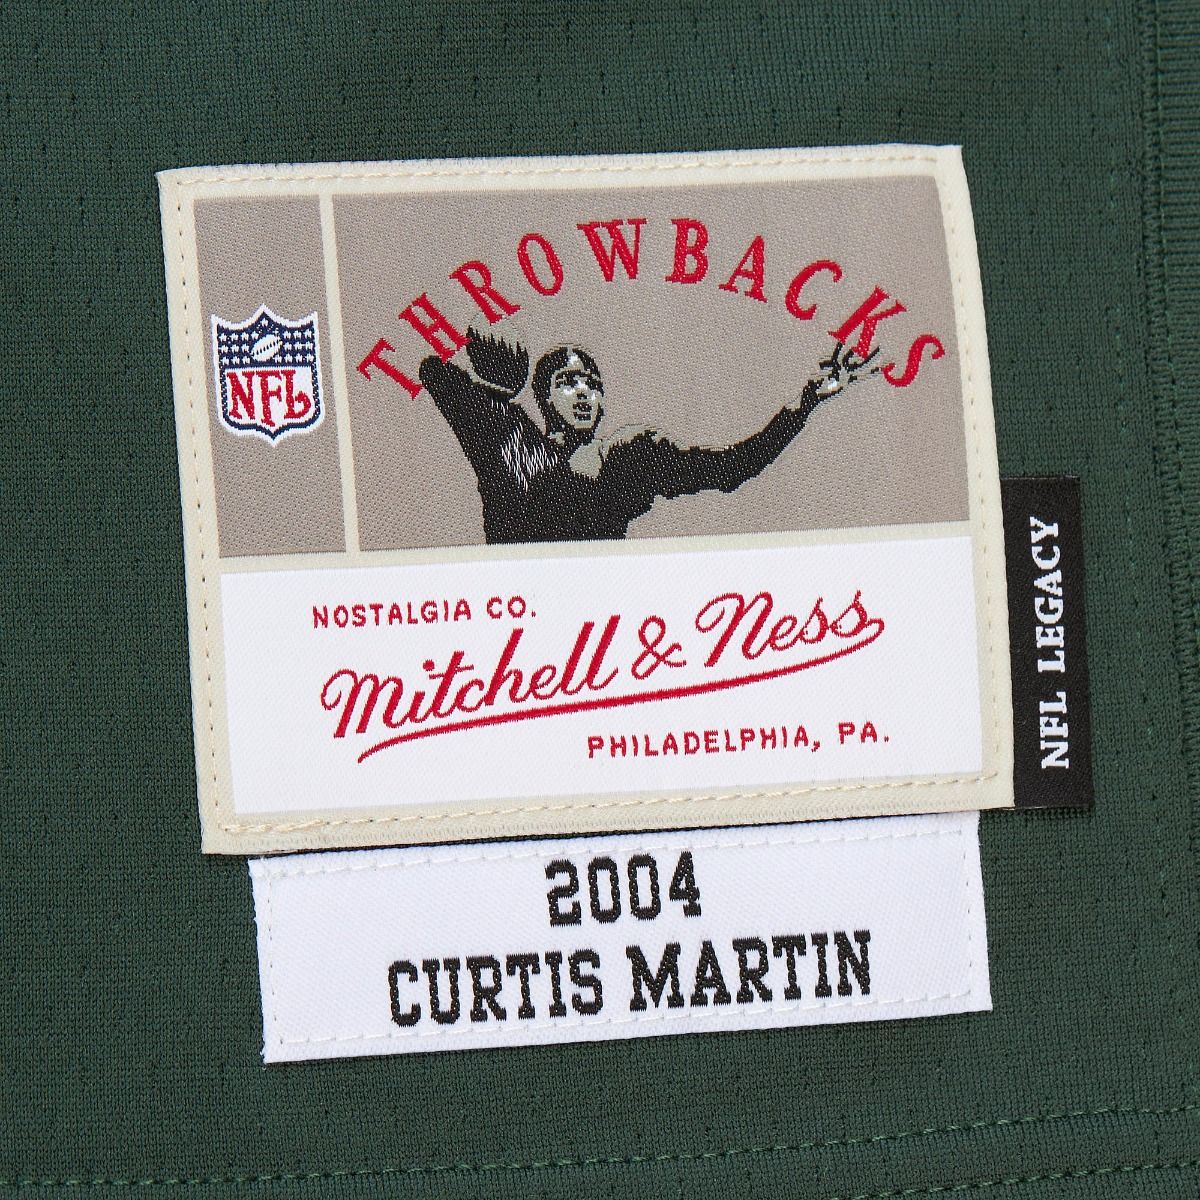 THROWBACKS
NFL
NOSTALGIA CO.
Mitchell & Ness
PHILADELPHIA, PA.
NFL LEGACY
2004
CURTIS MARTIN